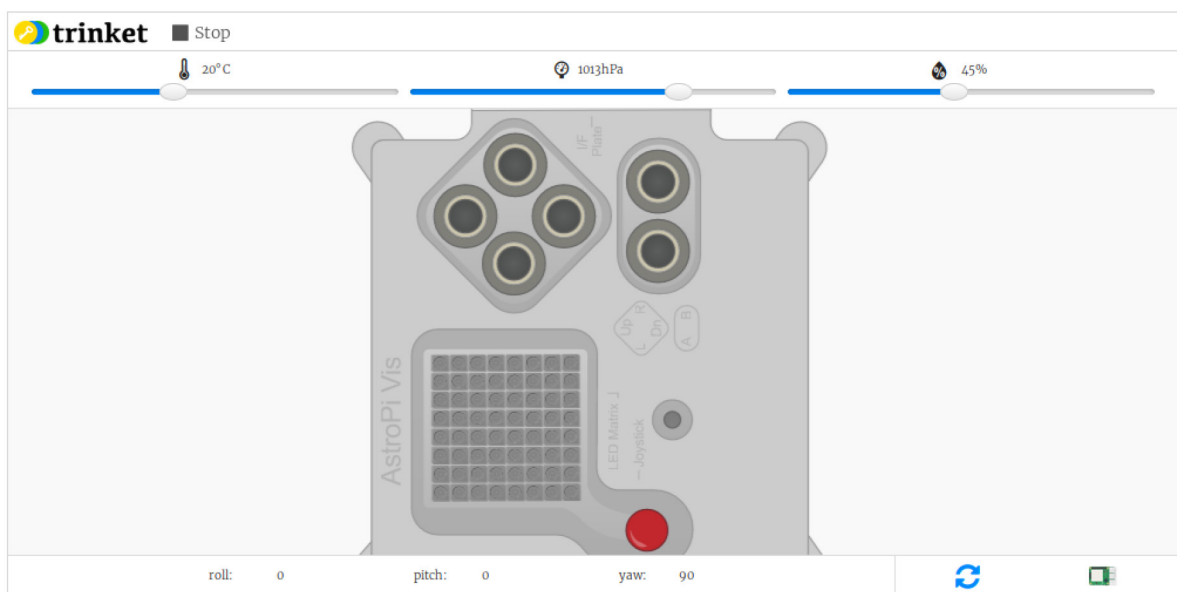 trinket Stop
20°C 1013hPa % 45%
I/F
Plate
Up R
L Dn
B
A
AstroPi Vis
LED Matrix
Joystick
roll: 0 pitch: 0 yaw: 90